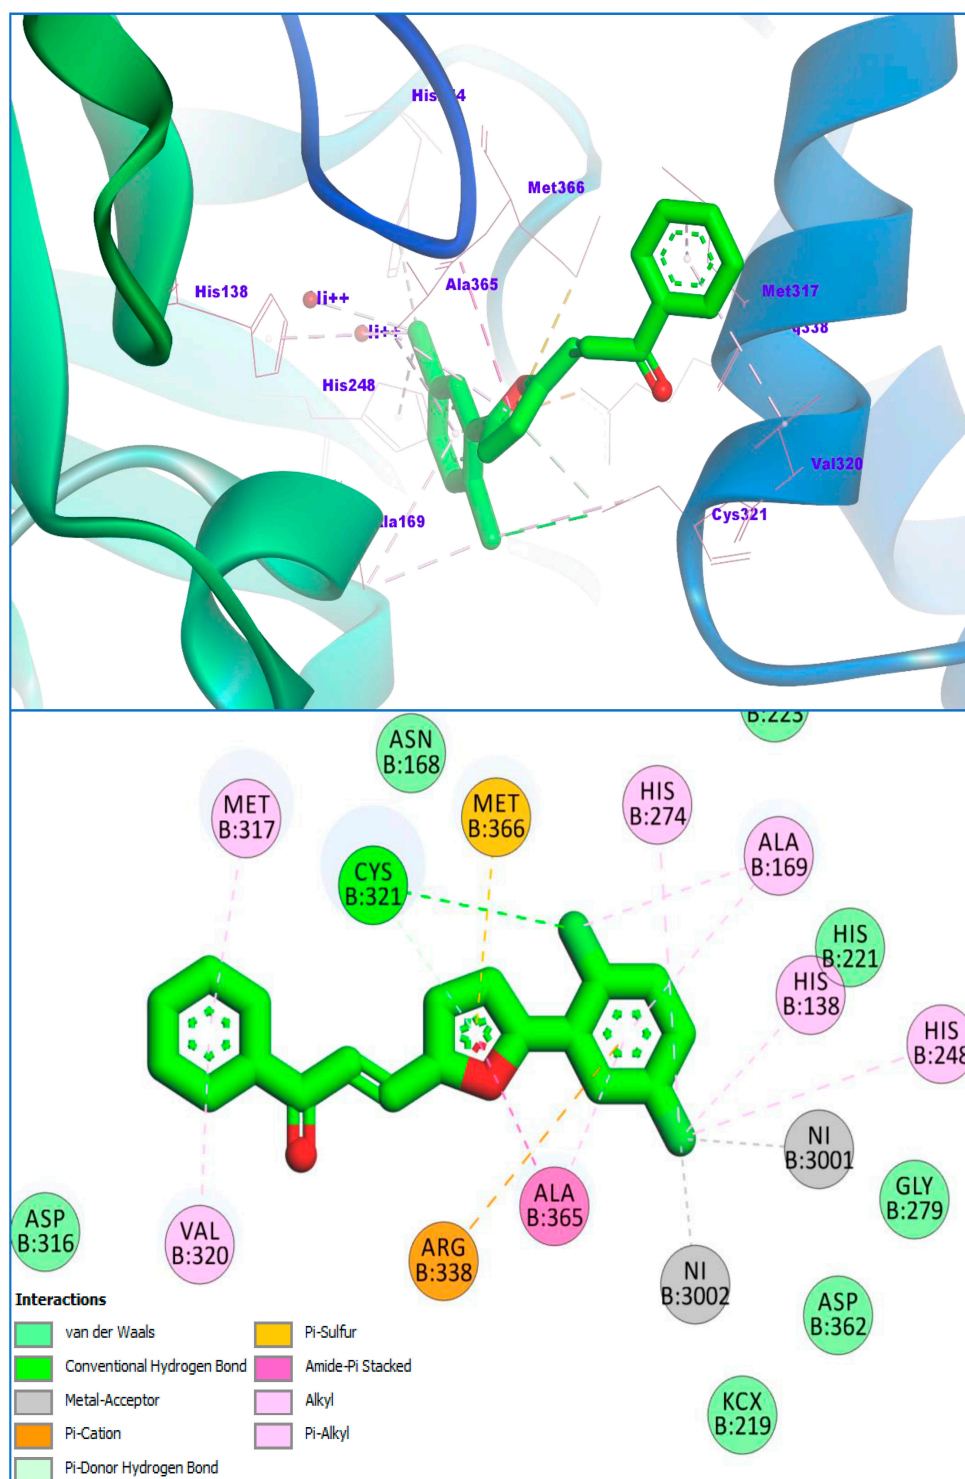 Met366
Ala365
His138
Met317
His248
Val320
Cys321
B:223
ASN
B:168
MET
B:317
MET
B:366
HIS
B:274
ALA
B:169
CYS
B:321
HIS
B:221
HIS
B:138
HIS
B:248
NI
B:3001
GLY
B:279
ASP
B:316
VAL
B:320
ALA
B:365
ARG
B:338
NI
B:3002
ASP
B:362
KCX
B:219
Interactions
van der Waals
Conventional Hydrogen Bond
Metal-Acceptor
Pi-Cation
Pi-Donor Hydrogen Bond
Pi-Sulfur
Amide-Pi Stacked
Alkyl
Pi-Alkyl